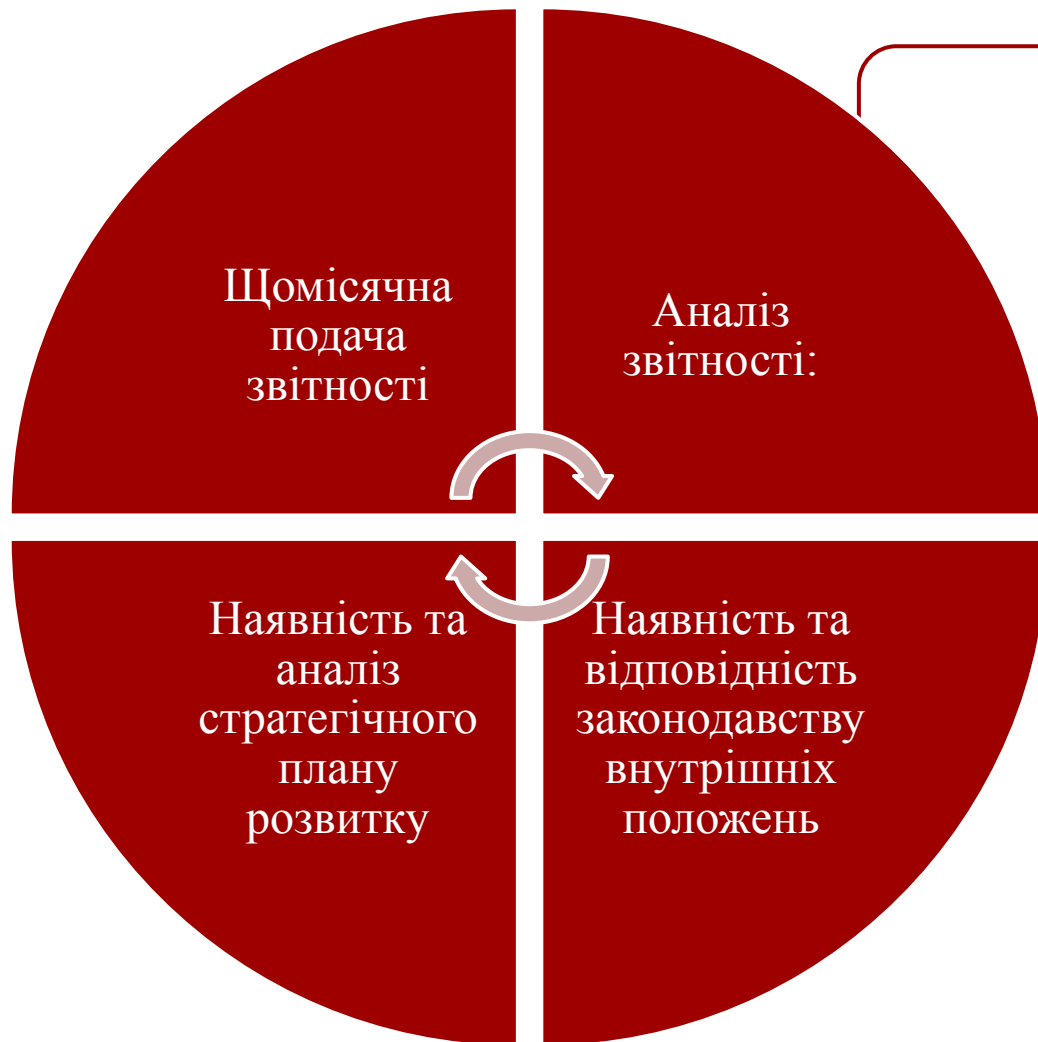 Щомісячна
подача
звітності
Аналіз
звітності:
Наявність та
аналіз
стратегічного
плану
розвитку
Наявність та
відповідність
законодавству
внутрішніх
положень